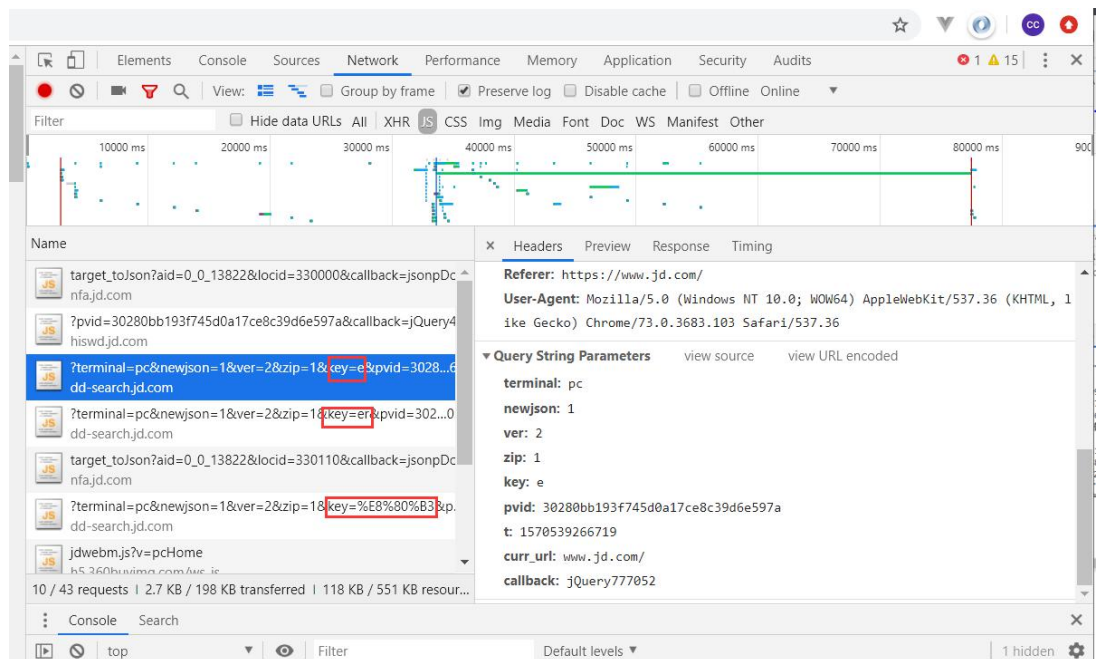 cc
Elements Console Sources Network Performance Memory Application Security Audits 1 15
View: Group by frame Preserve log Disable cache Offline Online
Filter Hide data URLs All XHR JS CSS Img Media Font Doc WS Manifest Other
10000 ms 20000 ms 30000 ms 40000 ms 50000 ms 60000 ms 70000 ms 80000 ms 900
Name
target_toJson?aid=0_0_13822&locid=330000&callback=jsonpDc
nfa.jd.com
?pvid=30280bb193f745d0a17ce8c39d6e597a&callback=jQuery4
hiswd.jd.com
?terminal=pc&newjson=1&ver=2&zip=1&key=e&pvid=3028...6
dd-search.jd.com
?terminal=pc&newjson=1&ver=2&zip=1&key=er&pvid=302...0
dd-search.jd.com
target_toJson?aid=0_0_13822&locid=330110&callback=jsonpDc
nfa.jd.com
?terminal=pc&newjson=1&ver=2&zip=1&key=%E8%80%B3&p.
dd-search.jd.com
jdwebm.js?v=pcHome
h5.360buyimg.com/ws_js
10 / 43 requests | 2.7 KB / 198 KB transferred | 118 KB / 551 KB resour...
× Headers Preview Response Timing
Referer: https://www.jd.com/
User-Agent: Mozilla/5.0 (Windows NT 10.0; WOW64) AppleWebKit/537.36 (KHTML, l
ike Gecko) Chrome/73.0.3683.103 Safari/537.36
Query String Parameters view source view URL encoded
terminal: pc
newjson: 1
ver: 2
zip: 1
key: e
pvid: 30280bb193f745d0a17ce8c39d6e597a
t: 1570539266719
curr_url: www.jd.com/
callback: jQuery777052
Console Search
top Filter Default levels 1 hidden